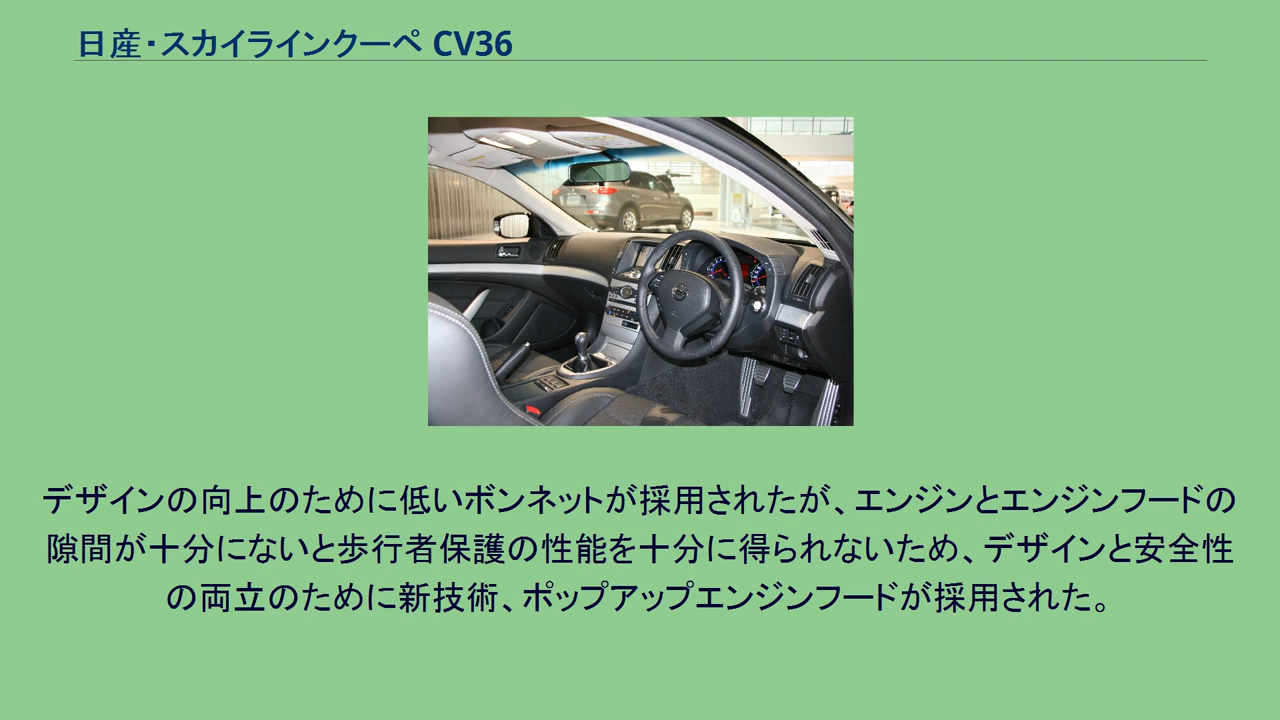 日産・スカイラインクーペ CV36
デザインの向上のために低いボンネットが採用されたが、エンジンとエンジンフードの
隙間が十分にないと歩行者保護の性能を十分に得られないため、デザインと安全性
の両立のために新技術、ポップアップエンジンフードが採用された。